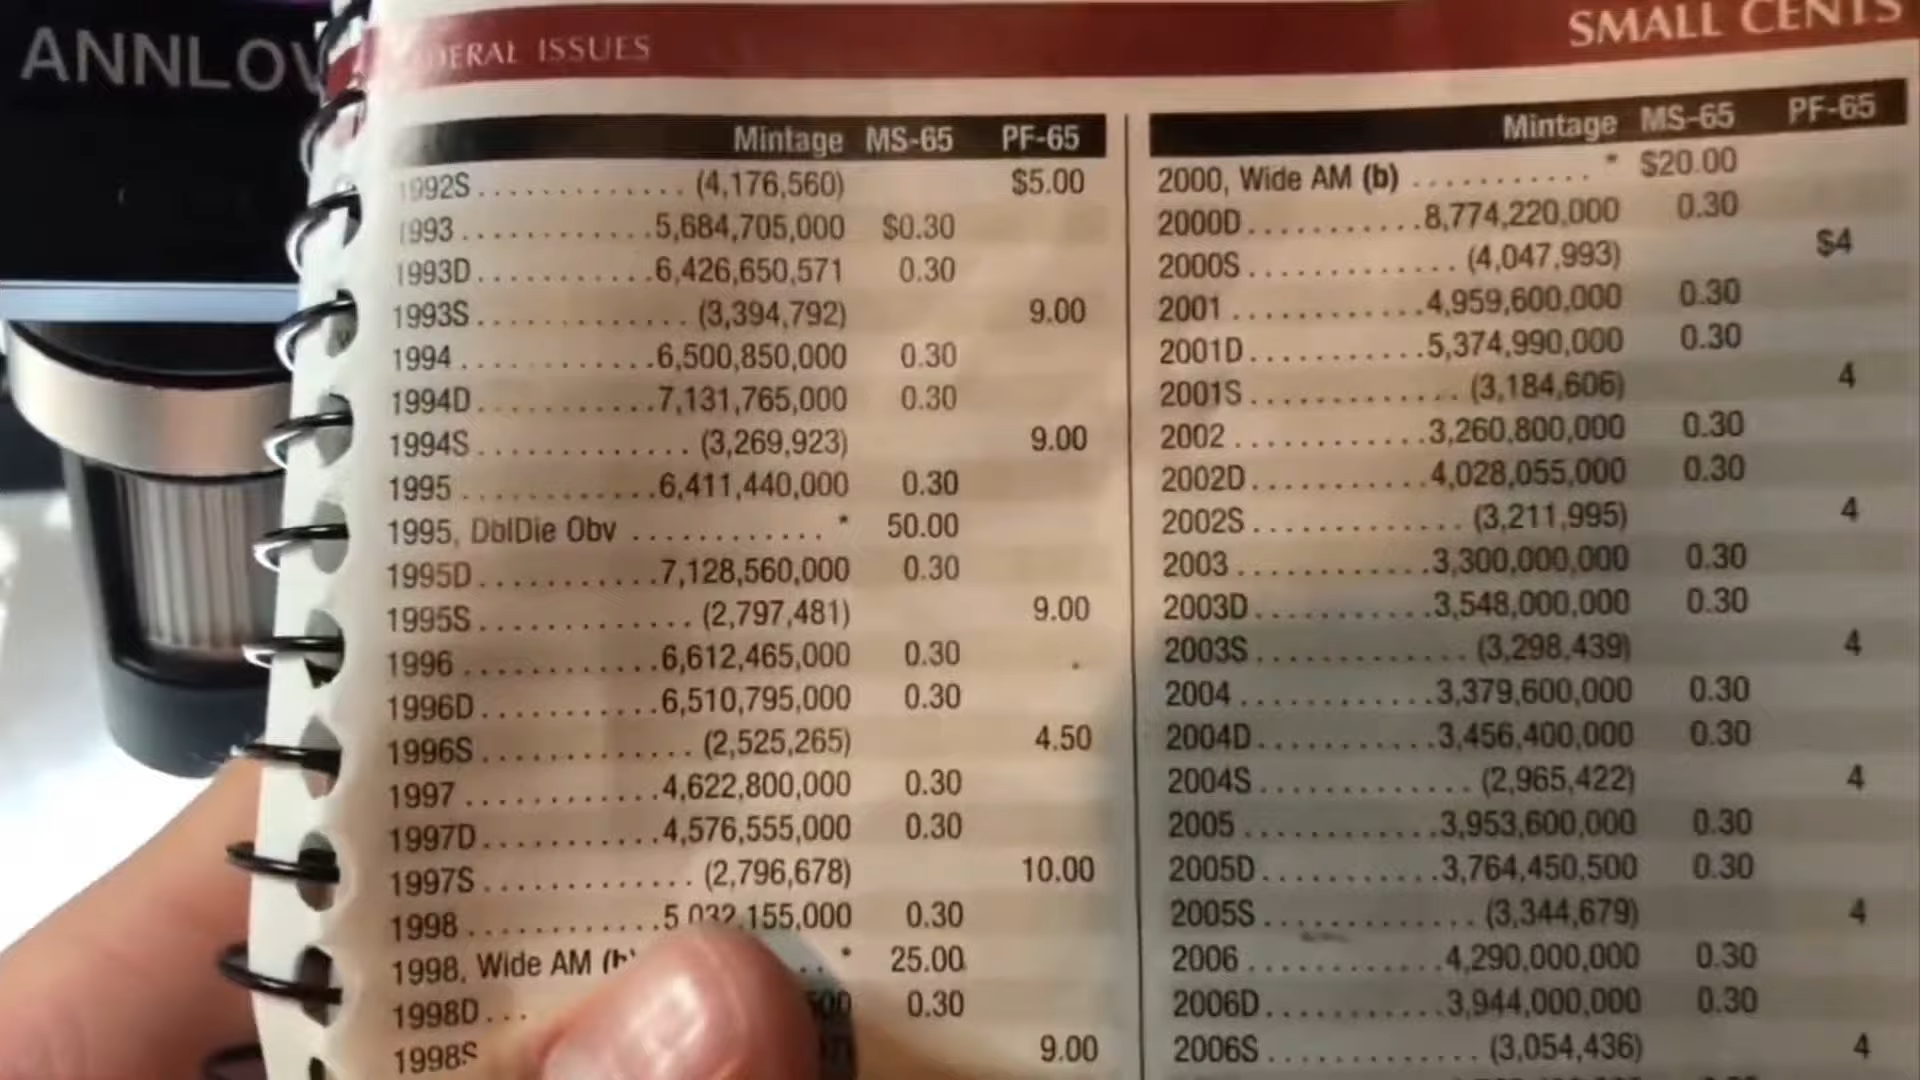 ANNLOV
DERAL ISSUES
SMALL CENTS
Mintage MS-65 PF-65
1992S . . . . . . . . . . . . . (4,176,560) $5.00
1993 . . . . . . . . . . . . 5,684,705,000 $0.30
1993D . . . . . . . . . . . 6,426,650,571 0.30
1993S . . . . . . . . . . . . . (3,394,792) 9.00
1994 . . . . . . . . . . . . 6,500,850,000 0.30
1994D . . . . . . . . . . . 7,131,765,000 0.30
1994S . . . . . . . . . . . . . (3,269,923) 9.00
1995 . . . . . . . . . . . . 6,411,440,000 0.30
1995, DblDie Obv . . . . . . . . . . . . * 50.00
1995D . . . . . . . . . . . 7,128,560,000 0.30
1995S . . . . . . . . . . . . . (2,797,481) 9.00
1996 . . . . . . . . . . . . 6,612,465,000 0.30
1996D . . . . . . . . . . . 6,510,795,000 0.30
1996S . . . . . . . . . . . . . (2,525,265) 4.50
1997 . . . . . . . . . . . . 4,622,800,000 0.30
1997D . . . . . . . . . . . 4,576,555,000 0.30
1997S . . . . . . . . . . . . . (2,796,678) 10.00
1998 . . . . . . . . . . . . 5,032,155,000 0.30
1998, Wide AM . . * 25.00
1998D . . . 500 0.30
1998S 9.00
Mintage MS-65 PF-65
2000, Wide AM (b) . . . . . . . . . . . * $20.00
2000D . . . . . . . . . . . 8,774,220,000 0.30
2000S . . . . . . . . . . . . . (4,047,993) $4
2001 . . . . . . . . . . . . 4,959,600,000 0.30
2001D . . . . . . . . . . . 5,374,990,000 0.30
2001S . . . . . . . . . . . . . (3,184,606) 4
2002 . . . . . . . . . . . . 3,260,800,000 0.30
2002D . . . . . . . . . . . 4,028,055,000 0.30
2002S . . . . . . . . . . . . . (3,211,995) 4
2003 . . . . . . . . . . . . 3,300,000,000 0.30
2003D . . . . . . . . . . . 3,548,000,000 0.30
2003S . . . . . . . . . . . . . (3,298,439) 4
2004 . . . . . . . . . . . . 3,379,600,000 0.30
2004D . . . . . . . . . . . 3,456,400,000 0.30
2004S . . . . . . . . . . . . . (2,965,422) 4
2005 . . . . . . . . . . . . 3,953,600,000 0.30
2005D . . . . . . . . . . . 3,764,450,500 0.30
2005S . . . . . . . . . . . . . (3,344,679) 4
2006 . . . . . . . . . . . . 4,290,000,000 0.30
2006D . . . . . . . . . . . 3,944,000,000 0.30
2006S . . . . . . . . . . . . . (3,054,436) 4